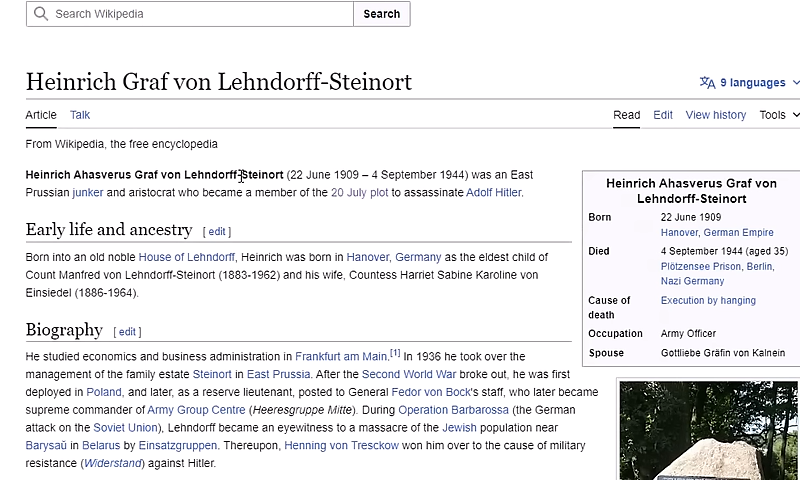 Search Wikipedia
Search
Heinrich Graf von Lehndorff-Steinort
9 languages
Article Talk
Read Edit View history Tools
From Wikipedia, the free encyclopedia
Heinrich Ahasverus Graf von Lehndorff-Steinort (22 June 1909 – 4 September 1944) was an East
Prussian junker and aristocrat who became a member of the 20 July plot to assassinate Adolf Hitler.
Early life and ancestry [ edit ]
Born into an old noble House of Lehndorff, Heinrich was born in Hanover, Germany as the eldest child of
Count Manfred von Lehndorff-Steinort (1883-1962) and his wife, Countess Harriet Sabine Karoline von
Einsiedel (1886-1964).
Biography [ edit ]
He studied economics and business administration in Frankfurt am Main.[1] In 1936 he took over the
management of the family estate Steinort in East Prussia. After the Second World War broke out, he was first
deployed in Poland, and later, as a reserve lieutenant, posted to General Fedor von Bock's staff, who later became
supreme commander of Army Group Centre (Heeresgruppe Mitte). During Operation Barbarossa (the German
attack on the Soviet Union), Lehndorff became an eyewitness to a massacre of the Jewish population near
Barysaŭ in Belarus by Einsatzgruppen. Thereupon, Henning von Tresckow won him over to the cause of military
resistance (Widerstand) against Hitler.
Heinrich Ahasverus Graf von
Lehndorff-Steinort
Born 22 June 1909
Hanover, German Empire
Died 4 September 1944 (aged 35)
Plötzensee Prison, Berlin,
Nazi Germany
Cause of Execution by hanging
death
Occupation Army Officer
Spouse Gottliebe Gräfin von Kalnein